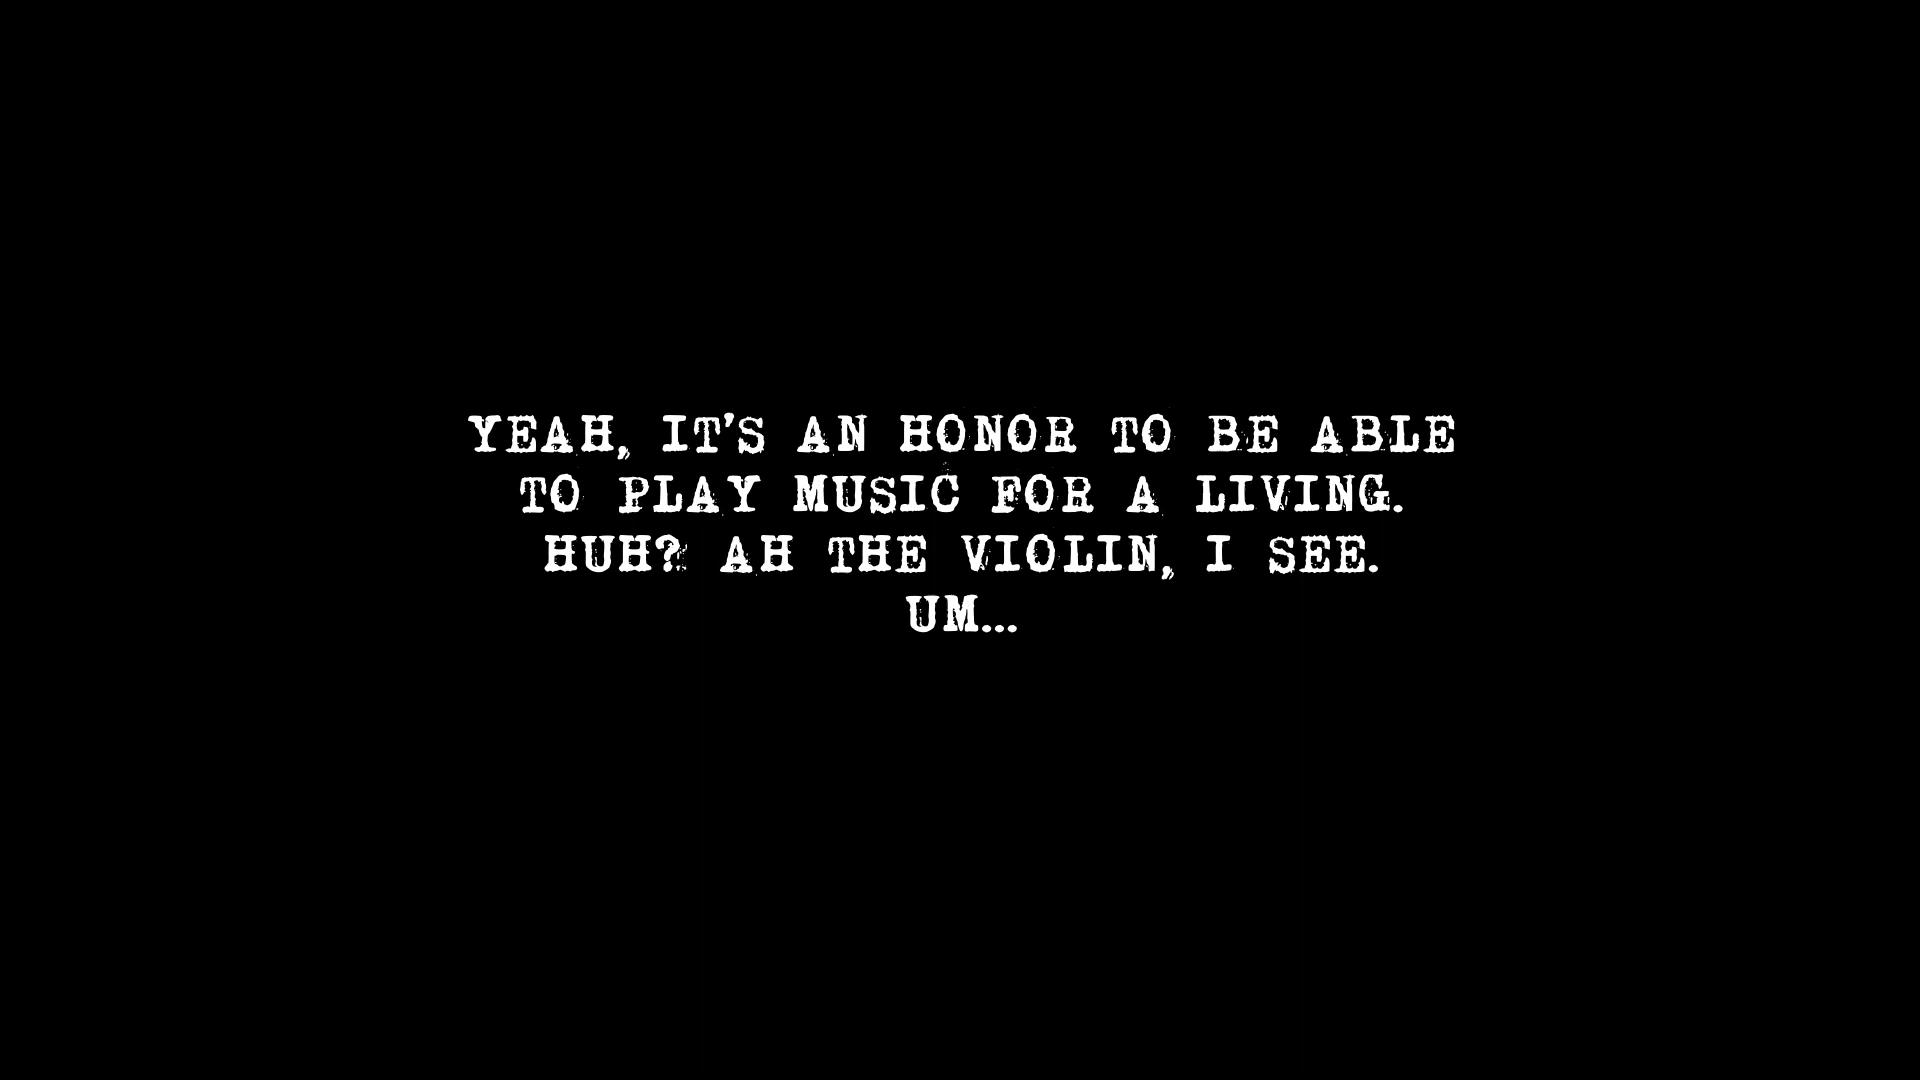 YEAH, IT'S AN HONOR TO BE ABLE
TO PLAY MUSIC FOR A LIVING.
HUH? AH THE VIOLIN, I SEE.
UM...